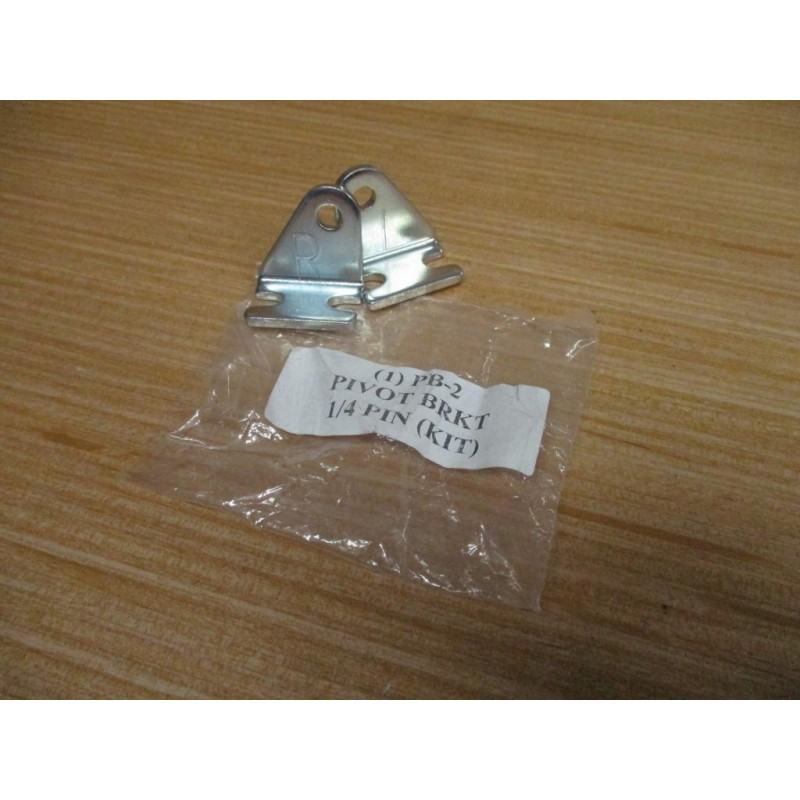 R
(1) PB-2
PIVOT BRKT
1/4 PIN (KIT)